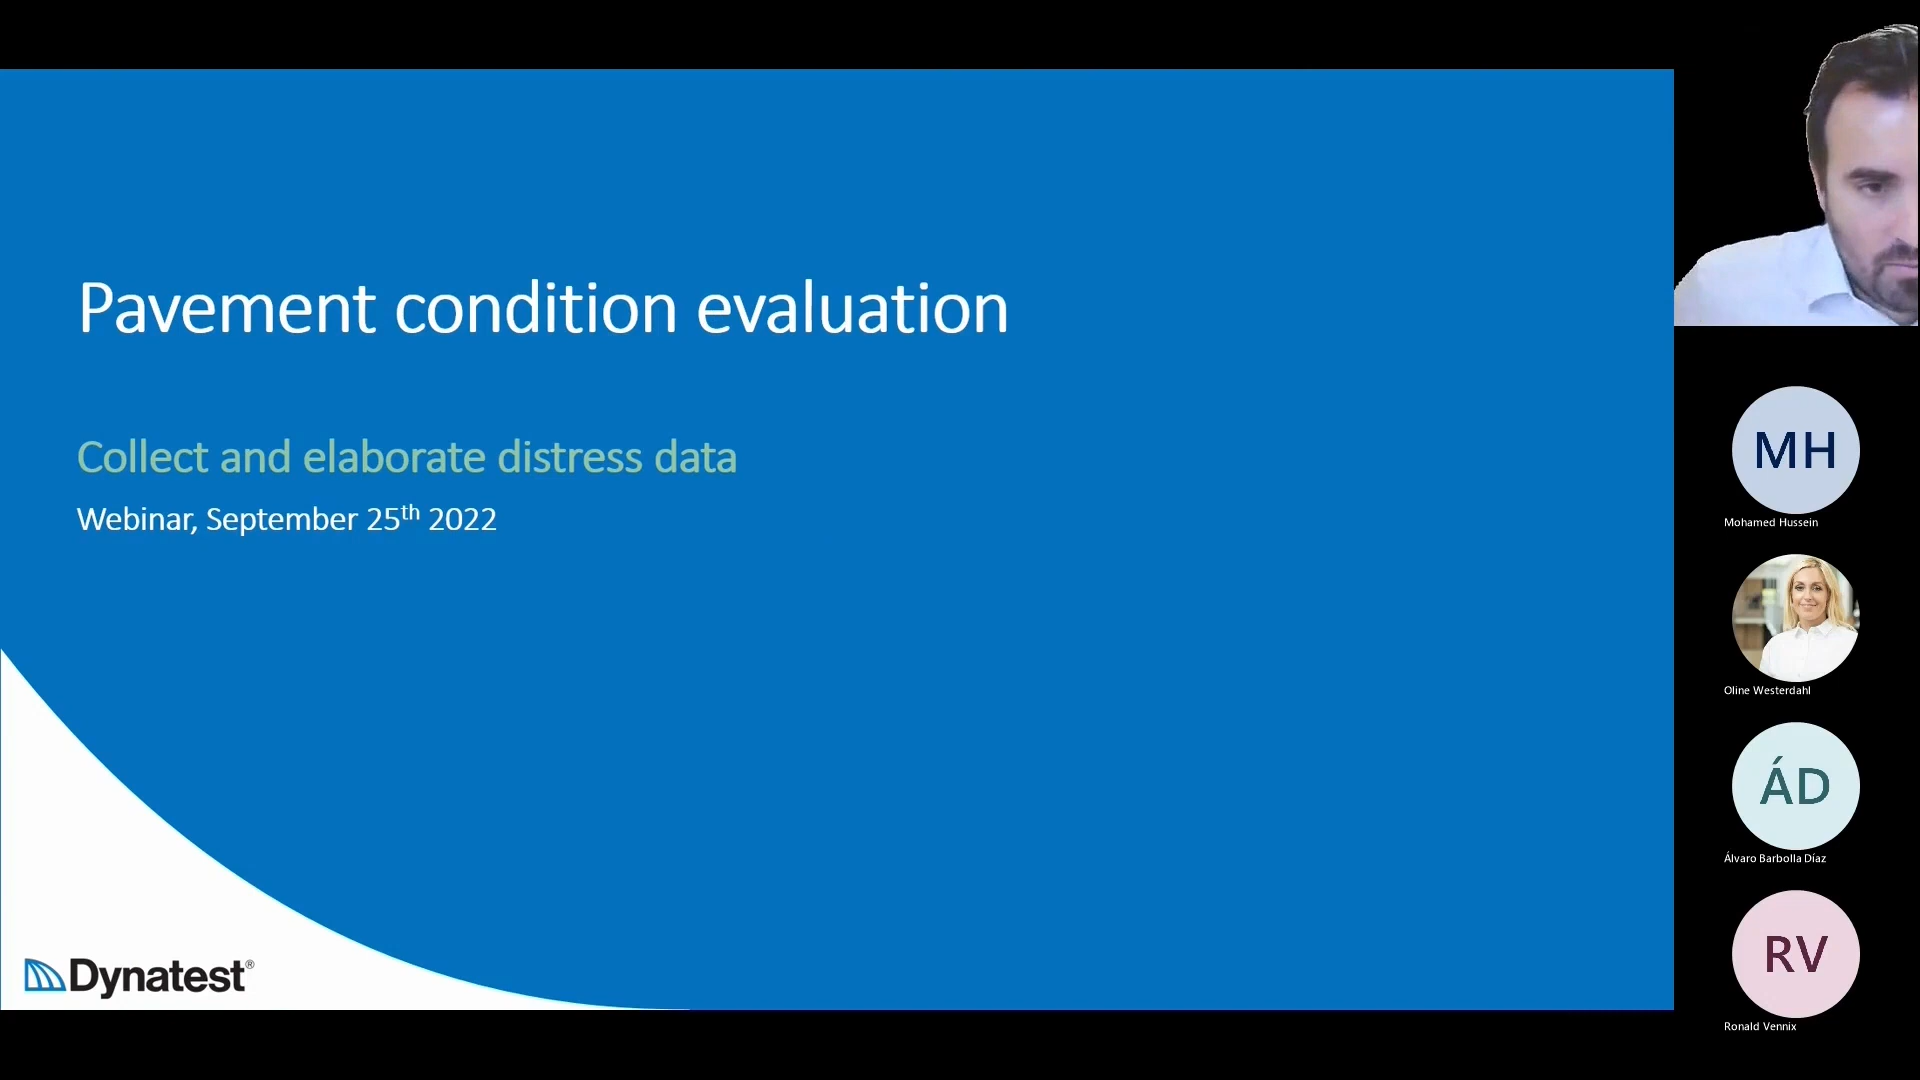 Pavement condition evaluation
Collect and elaborate distress data
Webinar, September 25th 2022
Dynatest®
MH
Mohamed Hussein
Oline Westerdahl
ÁD
Álvaro Barbolla Díaz
RV
Ronald Vennix